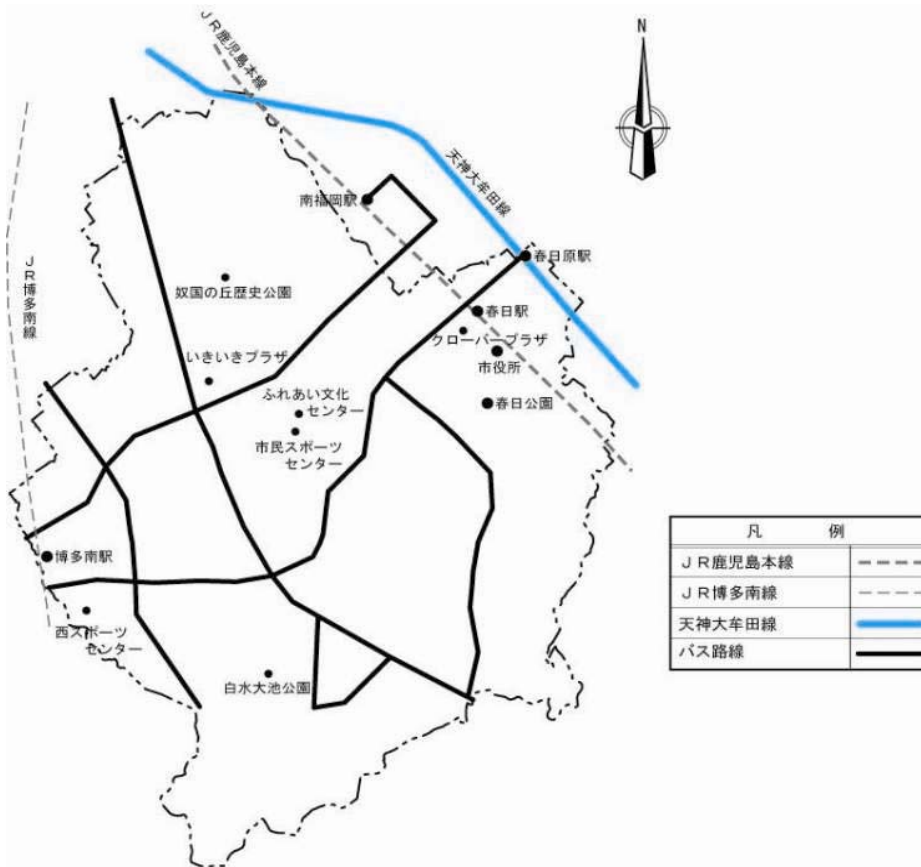 JR鹿児島本線
N
天神大牟田線
南福岡駅
春日原駅
JR博多南線
奴国の丘歴史公園
春日駅
クローバープラザ
市役所
いきいきプラザ
ふれあい文化
センター
春日公園
市民スポーツ
センター
博多南駅
西スポーツ
センター
白水大池公園
凡 例
JR鹿児島本線
JR博多南線
天神大牟田線
バス路線